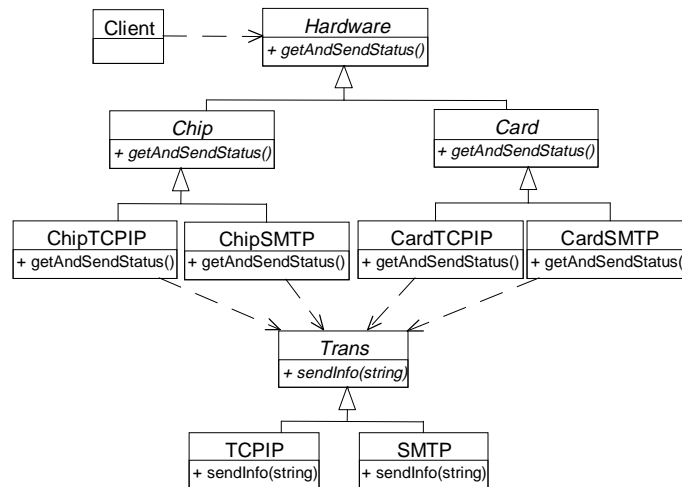 Client
Hardware
+ getAndSendStatus()
Chip
+ getAndSendStatus()
Card
+ getAndSendStatus()
ChipTCPIP
+ getAndSendStatus()
ChipSMTP
+ getAndSendStatus()
CardTCPIP
+ getAndSendStatus()
CardSMTP
+ getAndSendStatus()
Trans
+ sendInfo(string)
TCPIP
+ sendInfo(string)
SMTP
+ sendInfo(string)